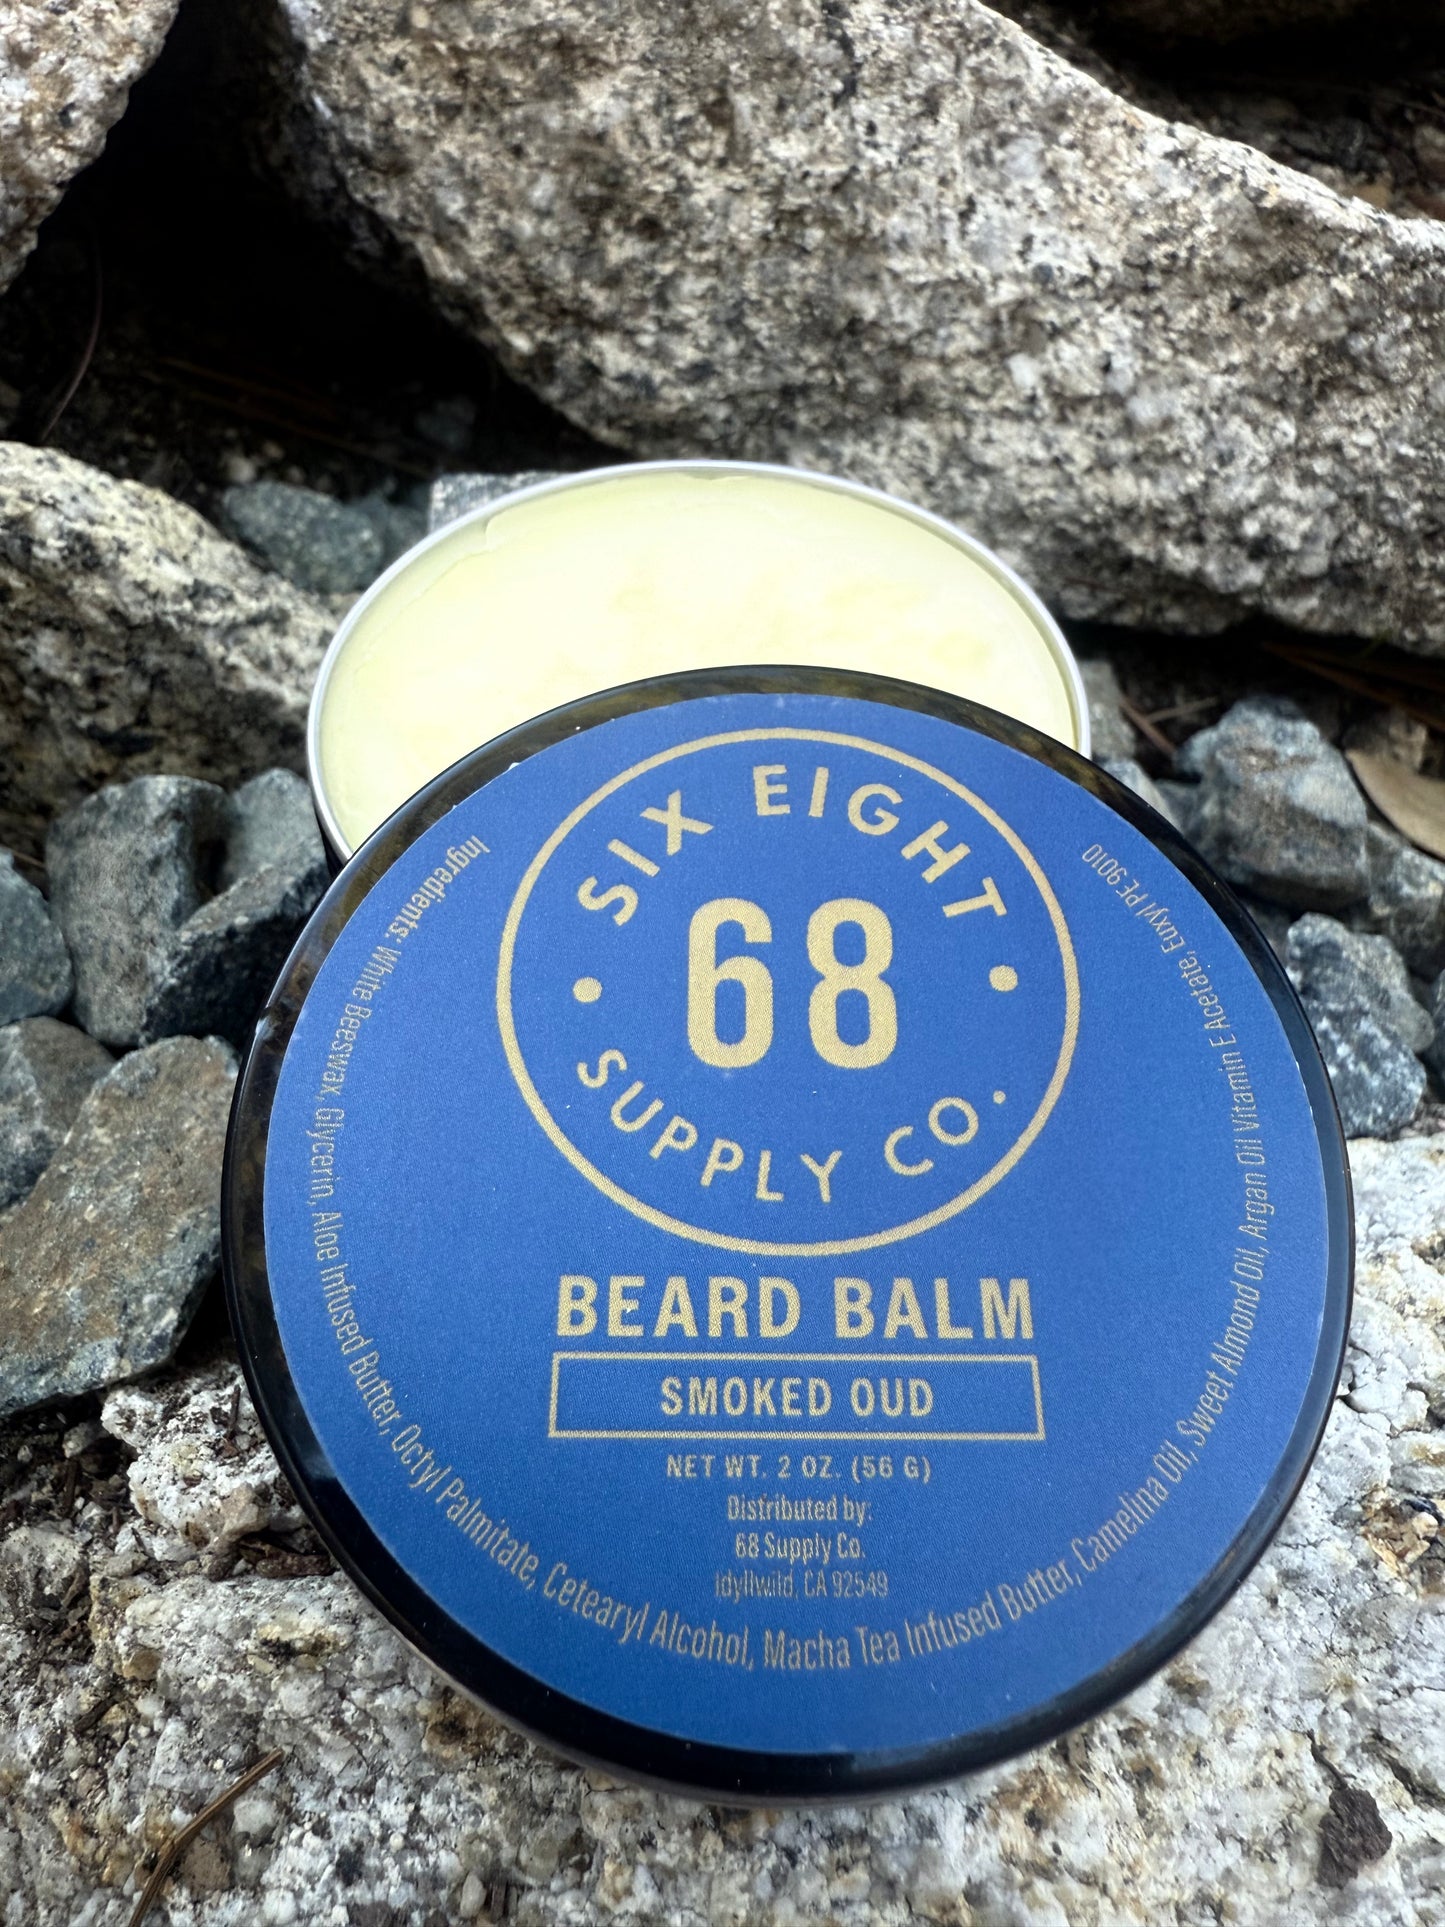 SIX EIGHT
68
SUPPLY CO.
BEARD BALM
SMOKED OUD
NET WT. 2 OZ. (56 G)
Distributed by:
68 Supply Co.
Idyllwild, CA 92549
Ingredients: White Beeswax, Glycerin, Aloe Infused Butter, Octyl Palmitate, Cetearyl Alcohol, Macha Tea Infused Butter, Camelina Oil, Sweet Almond Oil, Argan Oil Vitamin E Acetate, Euxyl PE 9010